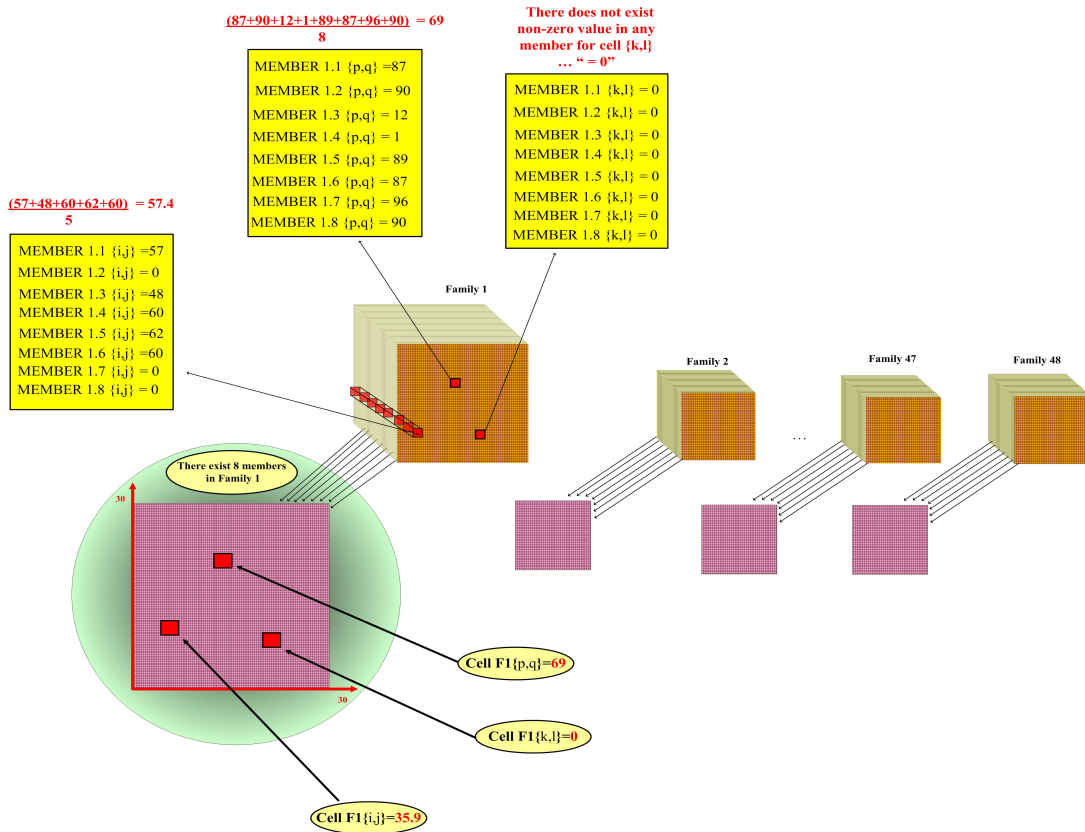 (87+90+12+1+89+87+96+90) = 69
8
MEMBER 1.1 {p,q} =87
MEMBER 1.2 {p,q} = 90
MEMBER 1.3 {p,q} = 12
MEMBER 1.4 {p,q} = 1
MEMBER 1.5 {p,q} = 89
MEMBER 1.6 {p,q} = 87
MEMBER 1.7 {p,q} = 96
MEMBER 1.8 {p,q} = 90
There does not exist
non-zero value in any
member for cell {k,l}
… “ = 0”
MEMBER 1.1 {k,l} = 0
MEMBER 1.2 {k,l} = 0
MEMBER 1.3 {k,l} = 0
MEMBER 1.4 {k,l} = 0
MEMBER 1.5 {k,l} = 0
MEMBER 1.6 {k,l} = 0
MEMBER 1.7 {k,l} = 0
MEMBER 1.8 {k,l} = 0
(57+48+60+62+60) = 57.4
5
MEMBER 1.1 {i,j} =57
MEMBER 1.2 {i,j} = 0
MEMBER 1.3 {i,j} =48
MEMBER 1.4 {i,j} = 60
MEMBER 1.5 {i,j} =62
MEMBER 1.6 {i,j} = 60
MEMBER 1.7 {i,j} = 0
MEMBER 1.8 {i,j} = 0
Family 1
Family 2
…
Family 47
Family 48
There exist 8 members
in Family 1
30
30
Cell F1{p,q}=69
Cell F1{k,l}=0
Cell F1{i,j}=35.9